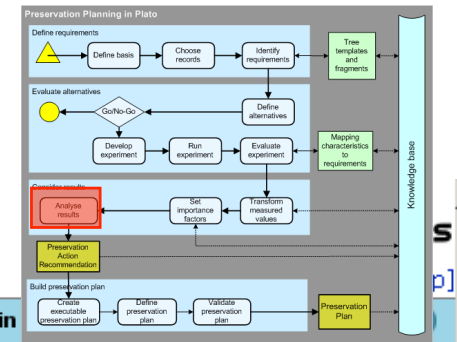 Preservation Planning in Plato
Define requirements
Define basis
Choose
records
Identify
requirements
Tree
templates
and
fragments
Evaluate alternatives
Go/No-Go
Define
alternatives
Develop
experiment
Run
experiment
Evaluate
experiment
Mapping
characteristics
to
requirements
Knowledge base
Consider results
Analyse
results
Set
importance
factors
Transform
measured
values
Preservation
Action
Recommendation
Build preservation plan
Create
executable
preservation plan
Define
preservation
plan
Validate
preservation
plan
Preservation
Plan
s
p]
in